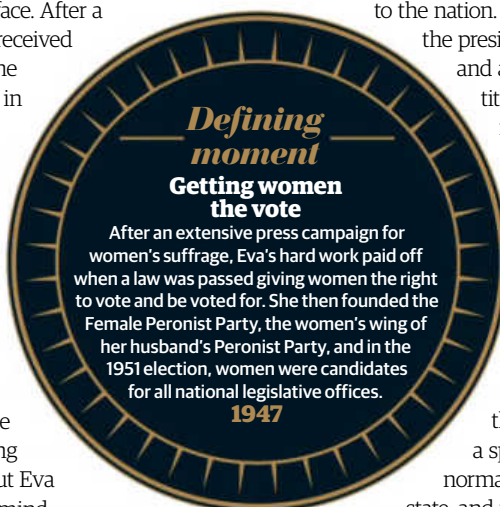 face. After a
received
in
Defining
moment
Getting women
the vote
After an extensive press campaign for
women's suffrage, Eva's hard work paid off
when a law was passed giving women the right
to vote and be voted for. She then founded the
Female Peronist Party, the women's wing of
her husband's Peronist Party, and in the
1951 election, women were candidates
for all national legislative offices.
1947
ut Eva
mind
to the nation.
the presi
and a
tit
th
a sp
norma
state, and